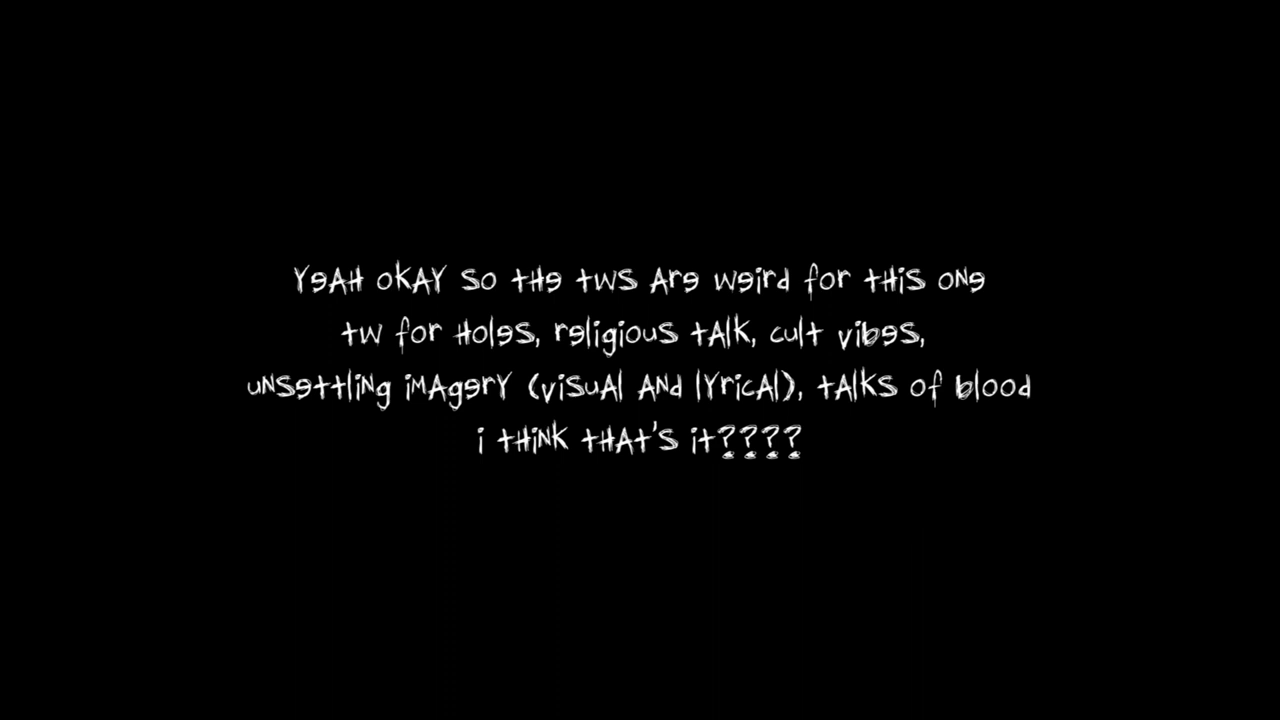 YeAH OKAY so the tws Are weird for this one
tw for Holes, religious tAlk, cult vibes,
uNsettliNg iMAgerY (visuAl ANd lYricAl), tAlKs of blood
i tHiNK tHAt's it????